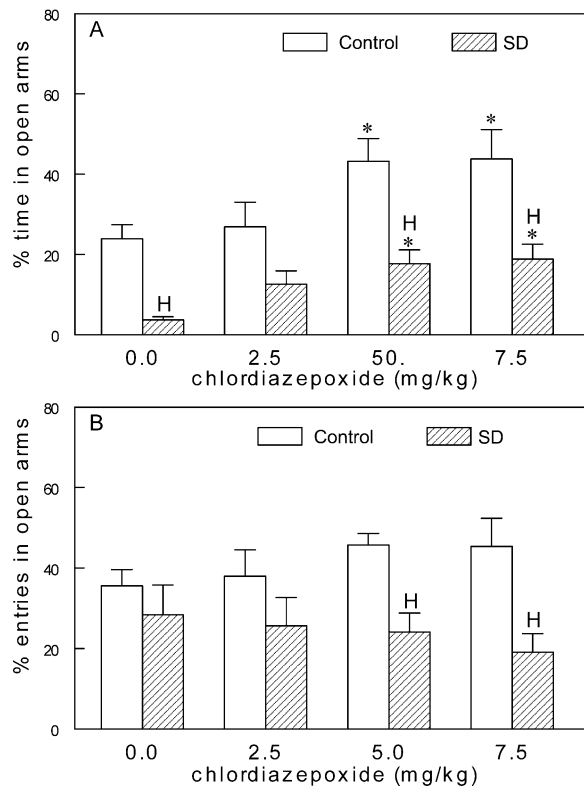 80
A
Control
SD
60
% time in open arms
* *
40
H H
* *
20
H
0
0.0 2.5 50. 7.5
chlordiazepoxide (mg/kg)
80
B
Control
SD
60
% entries in open arms
40
H H
20
0
0.0 2.5 5.0 7.5
chlordiazepoxide (mg/kg)